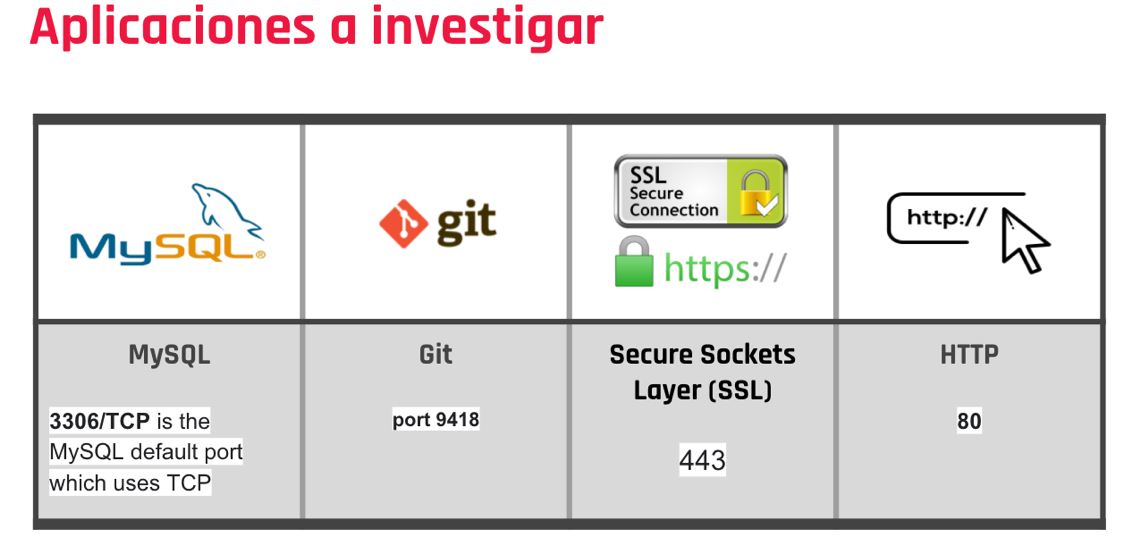 Aplicaciones a investigar
MySQL®
git
SSL
Secure
Connection
https://
http://
MySQL
3306/TCP is the
MySQL default port
which uses TCP
Git
port 9418
Secure Sockets
Layer (SSL)
443
HTTP
80